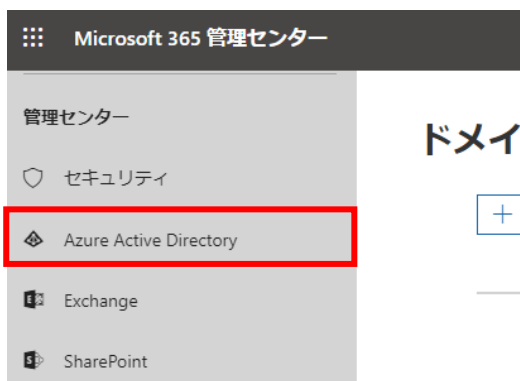 Microsoft 365 管理センター
管理センター
セキュリティ
Azure Active Directory
Exchange
SharePoint
ドメイ